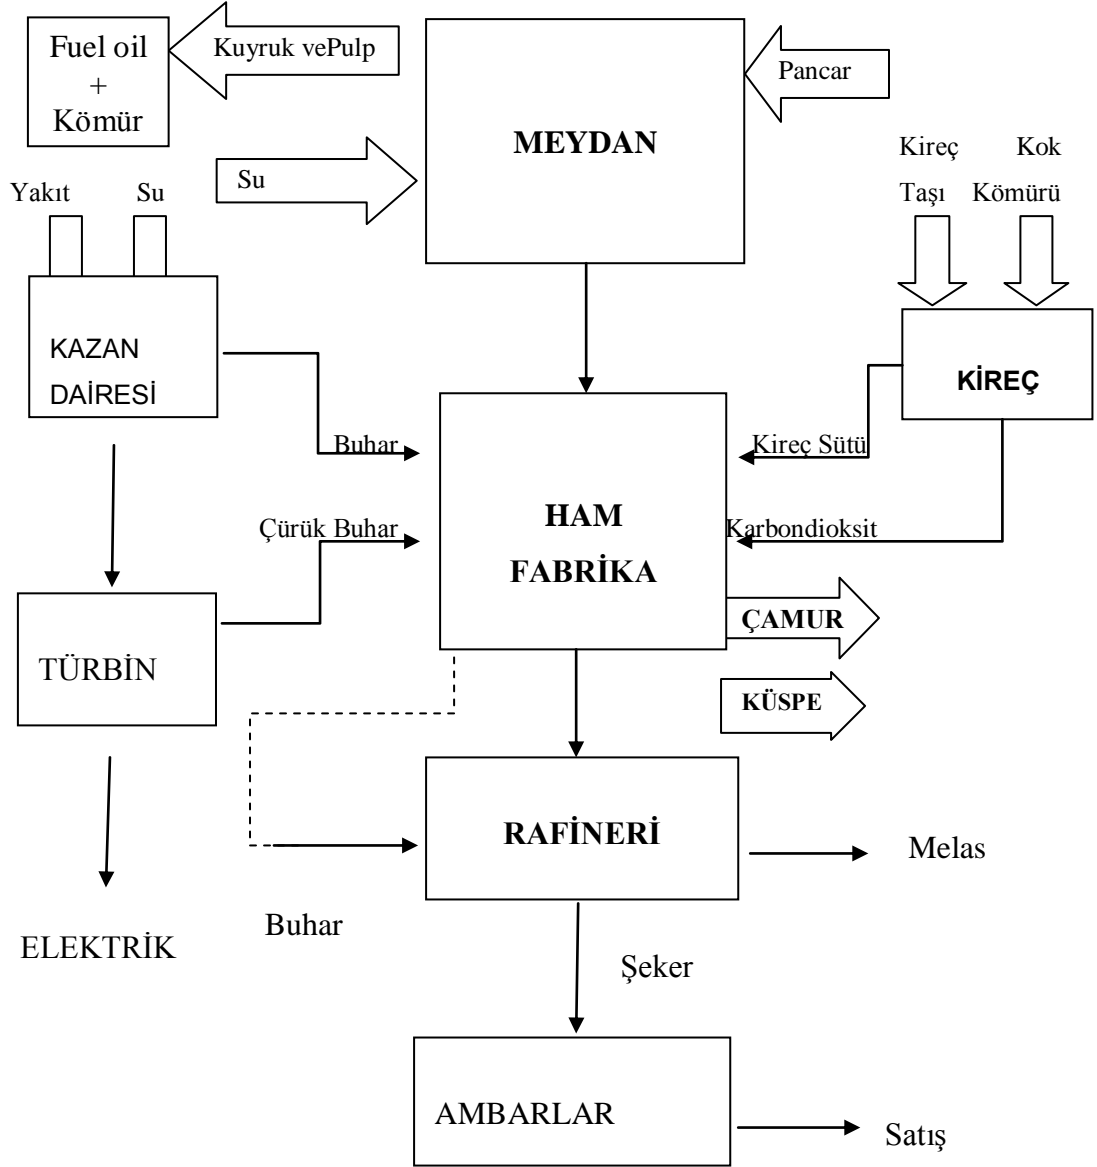 Fuel oil
+
Kömür
Kuyruk vePulp
Pancar
MEYDAN
Su
Kireç
Taşı
Kok
Kömürü
Yakıt
Su
KAZAN
DAİRESİ
KİREÇ
Buhar
Kireç Sütü
Çürük Buhar
HAM
FABRİKA
Karbondioksit
ÇAMUR
TÜRBİN
KÜSPE
RAFİNERİ
Melas
Buhar
ELEKTRİK
Şeker
AMBARLAR
Satış